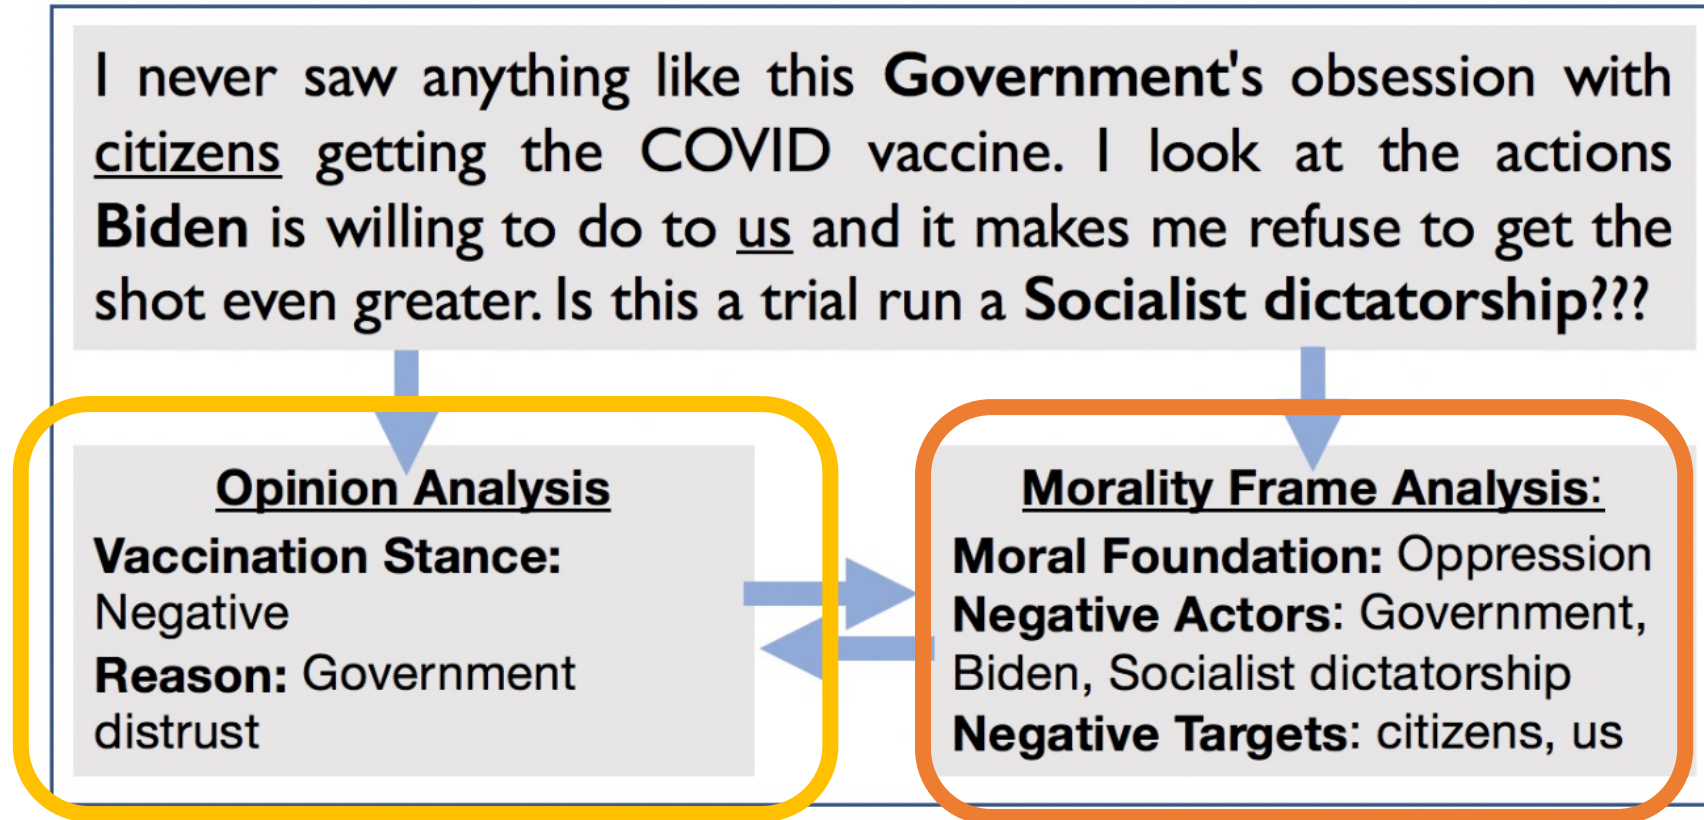 I never saw anything like this Government's obsession with
citizens getting the COVID vaccine. I look at the actions
Biden is willing to do to us and it makes me refuse to get the
shot even greater. Is this a trial run a Socialist dictatorship???
Opinion Analysis
Vaccination Stance:
Negative
Reason: Government
distrust
Morality Frame Analysis:
Moral Foundation: Oppression
Negative Actors: Government,
Biden, Socialist dictatorship
Negative Targets: citizens, us